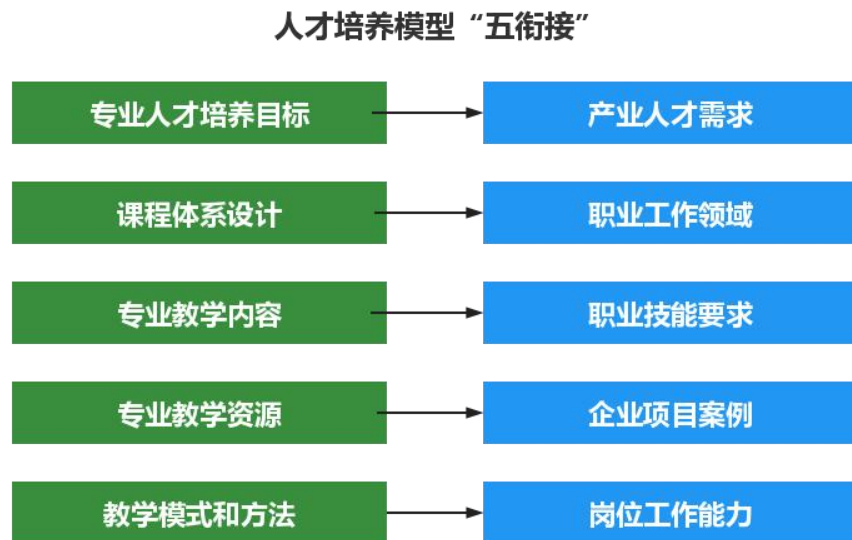 人才培养模型“五衔接”
专业人才培养目标
产业人才需求
课程体系设计
职业工作领域
专业教学内容
职业技能要求
专业教学资源
企业项目案例
教学模式和方法
岗位工作能力